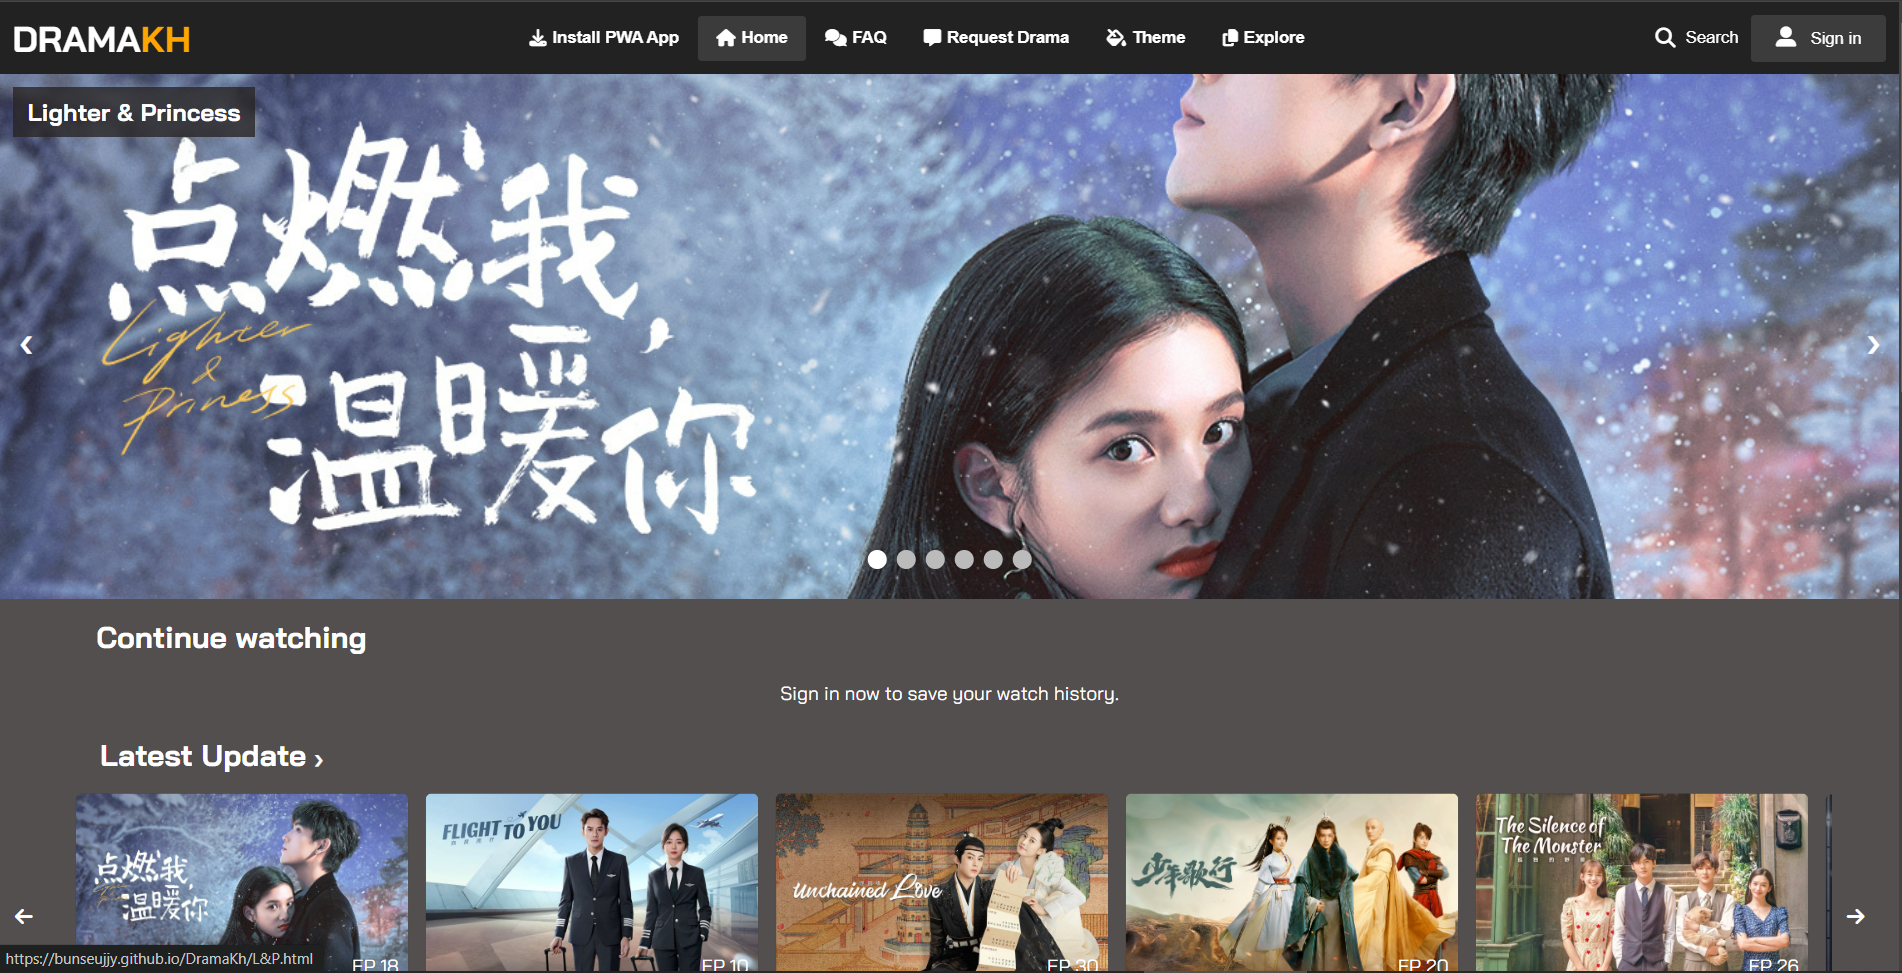 DRAMAKH
Install PWA App
Home
FAQ
Request Drama
Theme
Explore
Search
Sign in
Lighter & Princess
点燃我,
Lighter
&
Priness
温暖你
‹
›
Continue watching
Sign in now to save your watch history.
Latest Update ›
点燃我,
温暖你
EP 18
FLIGHT TO YOU
EP 10
Unchained Love
EP 30
少年歌行
EP 20
The Silence of
The Monster
EP 26
https://bunseujjy.github.io/DramaKh/L&P.html